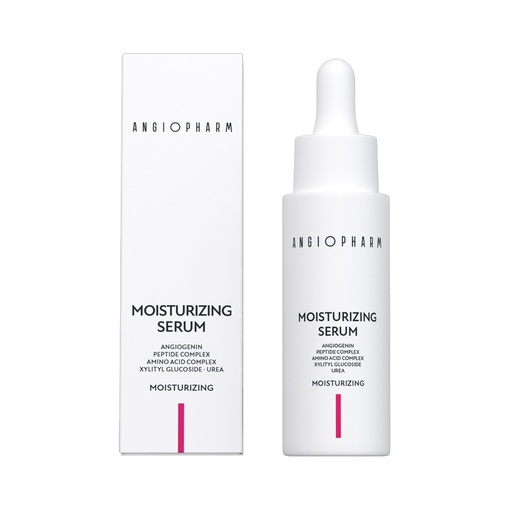 ANGIOPHARM
MOISTURIZING
SERUM
ANGIOGENIN
PEPTIDE COMPLEX
AMINO ACID COMPLEX
XYLITYL GLUCOSIDE · UREA
MOISTURIZING
ANGIOPHARM
MOISTURIZING
SERUM
ANGIOGENIN
PEPTIDE COMPLEX
AMINO ACID COMPLEX
XYLITYL GLUCOSIDE
UREA
MOISTURIZING